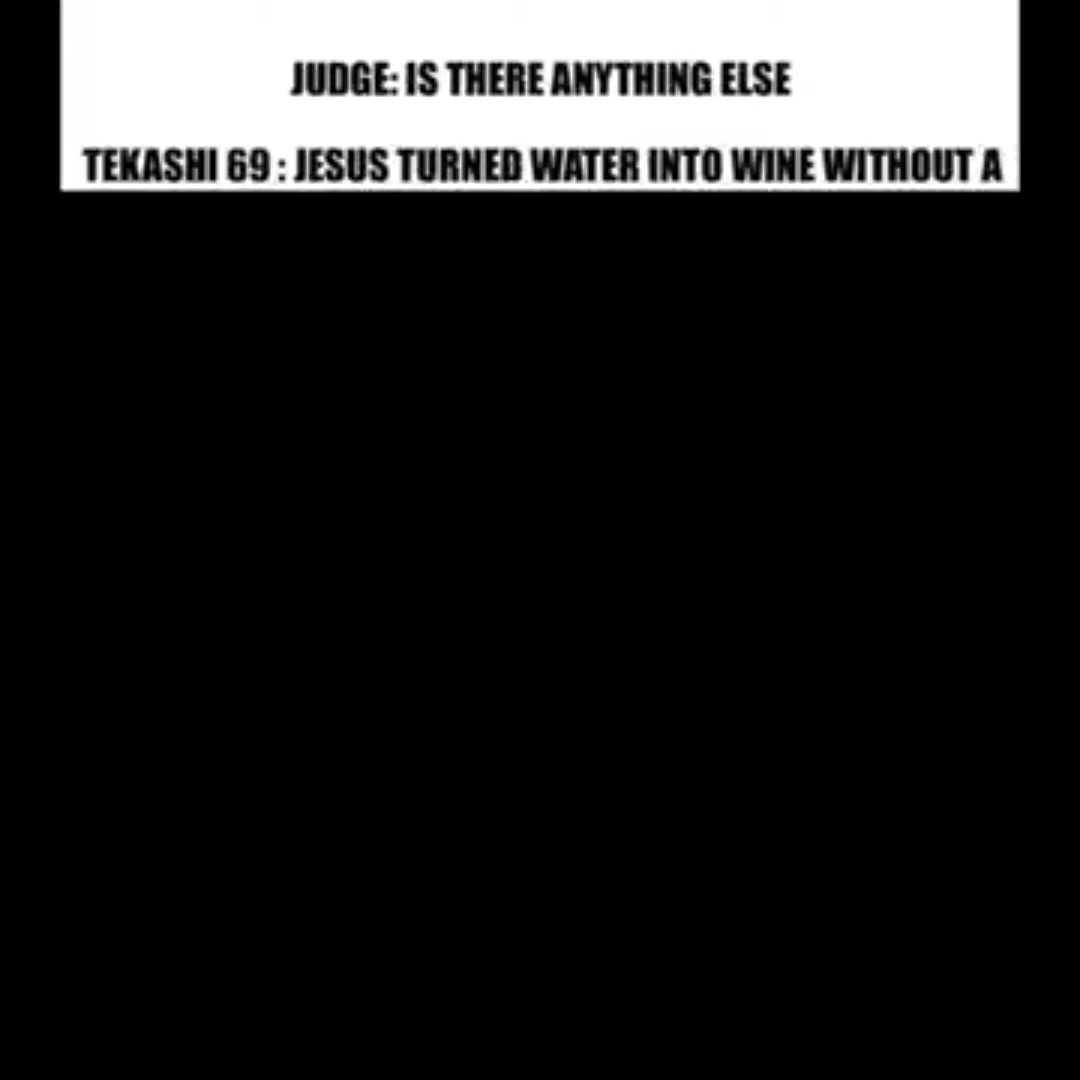 JUDGE: IS THERE ANYTHING ELSE
TEKASHI 69 : JESUS TURNED WATER INTO WINE WITHOUT A